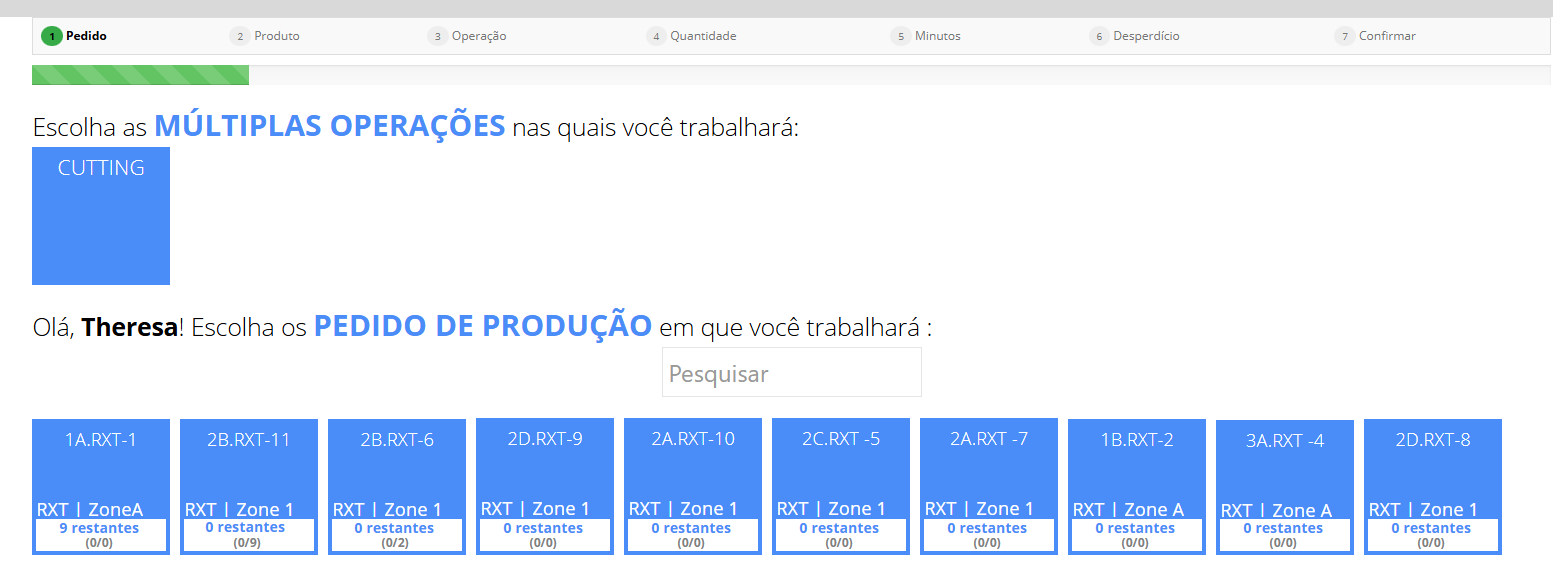 1 Pedido 2 Produto 3 Operação 4 Quantidade 5 Minutos 6 Desperdício 7 Confirmar
Escolha as MÚLTIPLAS OPERAÇÕES nas quais você trabalhará:
CUTTING
Olá, Theresa! Escolha os PEDIDO DE PRODUÇÃO em que você trabalhará :
Pesquisar
1A.RXT-1
RXT | ZoneA
9 restantes
(0/0)
2B.RXT-11
RXT | Zone 1
0 restantes
(0/9)
2B.RXT-6
RXT | Zone 1
0 restantes
(0/2)
2D.RXT-9
RXT | Zone 1
0 restantes
(0/0)
2A.RXT-10
RXT | Zone 1
0 restantes
(0/0)
2C.RXT -5
RXT | Zone 1
0 restantes
(0/0)
2A.RXT -7
RXT | Zone 1
0 restantes
(0/0)
1B.RXT-2
RXT | Zone A
0 restantes
(0/0)
3A.RXT -4
RXT | Zone A
0 restantes
(0/0)
2D.RXT-8
RXT | Zone 1
0 restantes
(0/0)